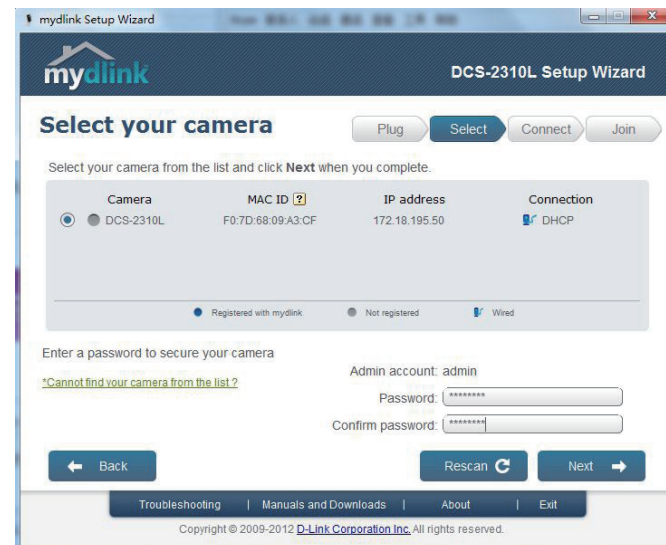 mydlink Setup Wizard
mydlink
DCS-2310L Setup Wizard
Select your camera
Plug Select Connect Join
Select your camera from the list and click Next when you complete.
Camera MAC ID ? IP address Connection
DCS-2310L F0:7D:68:09:A3:CF 172.18.195.50 DHCP
Registered with mydlink Not registered Wired
Enter a password to secure your camera
*Cannot find your camera from the list ?
Admin account: admin
Password: ********
Confirm password: ********
Back Rescan Next
Troubleshooting | Manuals and Downloads | About | Exit
Copyright © 2009-2012 D-Link Corporation Inc. All rights reserved.